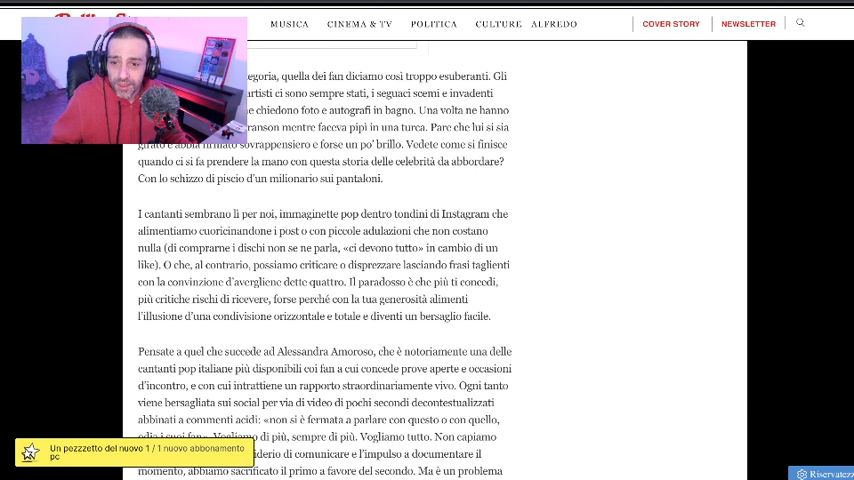 MUSICA CINEMA & TV POLITICA CULTURE ALFREDO COVER STORY NEWSLETTER
tegoria, quella dei fan diciamo così troppo esuberanti. Gli
artisti ci sono sempre stati, i seguaci scemi e invadenti
e chiedono foto e autografi in bagno. Una volta ne hanno
ranson mentre faceva pipì in una turca. Pare che lui si sia
girato e abbia firmato sovrappensiero e forse un po' brillo. Vedete come si finisce
quando ci si fa prendere la mano con questa storia delle celebrità da abbordare?
Con lo schizzo di piscio d'un milionario sui pantaloni.
I cantanti sembrano lì per noi, immaginette pop dentro tondini di Instagram che
alimentiamo cuoricinandone i post o con piccole adulazioni che non costano
nulla (di comprarne i dischi non se ne parla, «ci devono tutto» in cambio di un
like). O che, al contrario, possiamo criticare o disprezzare lasciando frasi taglienti
con la convinzione d'avergliene dette quattro. Il paradosso è che più ti concedi,
più critiche rischi di ricevere, forse perché con la tua generosità alimenti
l'illusione d'una condivisione orizzontale e totale e diventi un bersaglio facile.
Pensate a quel che succede ad Alessandra Amoroso, che è notoriamente una delle
cantanti pop italiane più disponibili coi fan a cui concede prove aperte e occasioni
d'incontro, e con cui intrattiene un rapporto straordinariamente vivo. Ogni tanto
viene bersagliata sui social per via di video di pochi secondi decontestualizzati
abbinati a commenti acidi: «non si è fermata a parlare con questo o con quello,
odia i suoi fan». Vogliamo di più, sempre di più. Vogliamo tutto. Non capiamo
iderio di comunicare e l'impulso a documentare il
momento, abbiamo sacrificato il primo a favore del secondo. Ma è un problema
Un pezzzetto del nuovo 1 / 1 nuovo abbonamento
pc
Riservatezz